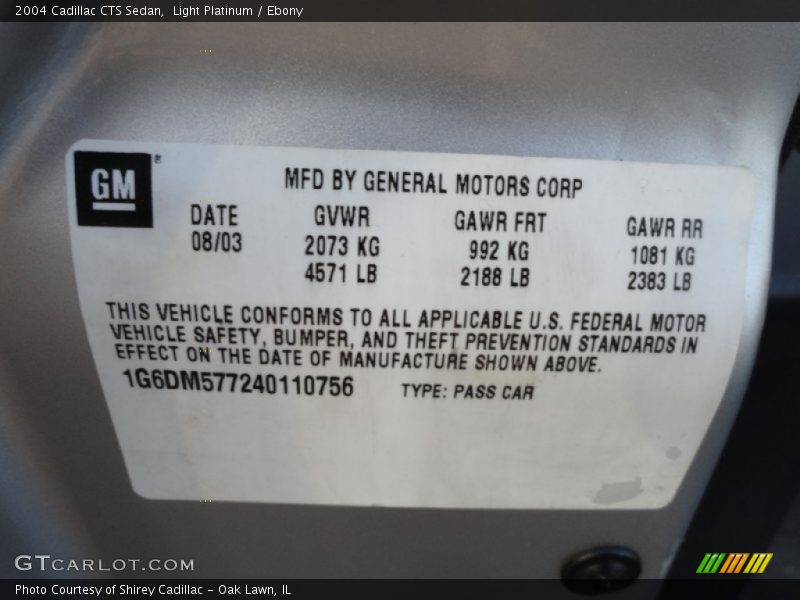 2004 Cadillac CTS Sedan,  Light Platinum / Ebony
GM®
MFD BY GENERAL MOTORS CORP
DATE GVWR GAWR FRT GAWR RR
08/03 2073 KG 992 KG 1081 KG
4571 LB 2188 LB 2383 LB
THIS VEHICLE CONFORMS TO ALL APPLICABLE U.S. FEDERAL MOTOR
VEHICLE SAFETY, BUMPER, AND THEFT PREVENTION STANDARDS IN
EFFECT ON THE DATE OF MANUFACTURE SHOWN ABOVE.
1G6DM577240110756 TYPE: PASS CAR
GTCARLOT.COM
Photo Courtesy of Shirey Cadillac – Oak Lawn, IL